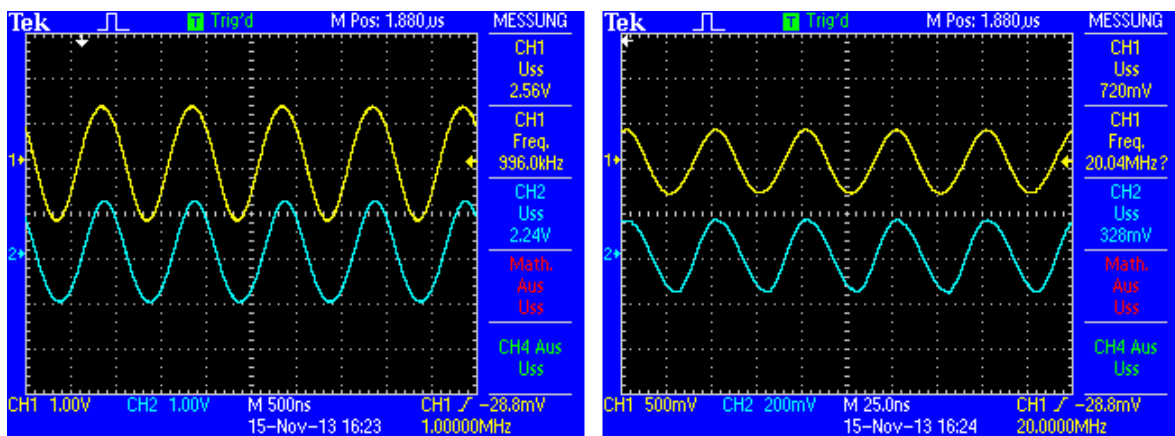 Tek
T Trig'd
M Pos: 1.880µs
MESSUNG
CH1
Uss
2.56V
CH1
Freq.
996.0kHz
CH2
Uss
2.24V
Math.
Aus
Uss
CH4 Aus
Uss
1
2
CH1 1.00V
CH2 1.00V
M 500ns
CH1
-28.8mV
15-Nov-13 16:23
1.00000MHz
Tek
T Trig'd
M Pos: 1.880µs
MESSUNG
CH1
Uss
720mV
CH1
Freq.
20.04MHz?
CH2
Uss
328mV
Math.
Aus
Uss
CH4 Aus
Uss
1
2
CH1 500mV
CH2 200mV
M 25.0ns
CH1
-28.8mV
15-Nov-13 16:24
20.0000MHz